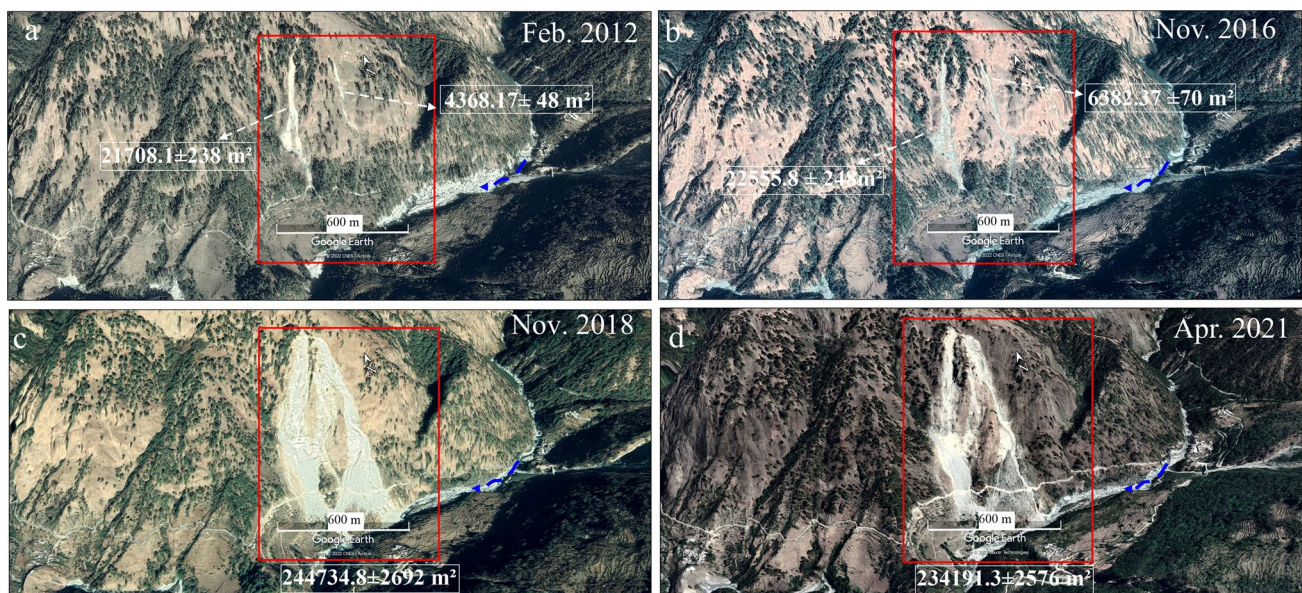 a
Feb. 2012
4368.17± 48 m²
21708.1±238 m²
600 m
Google Earth
b
Nov. 2016
6382.37 ±70 m²
22555.8 ± 248m²
600 m
Google Earth
c
Nov. 2018
600 m
Google Earth
244734.8±2692 m²
d
Apr. 2021
600 m
Google Earth
234191.3±2576 m²